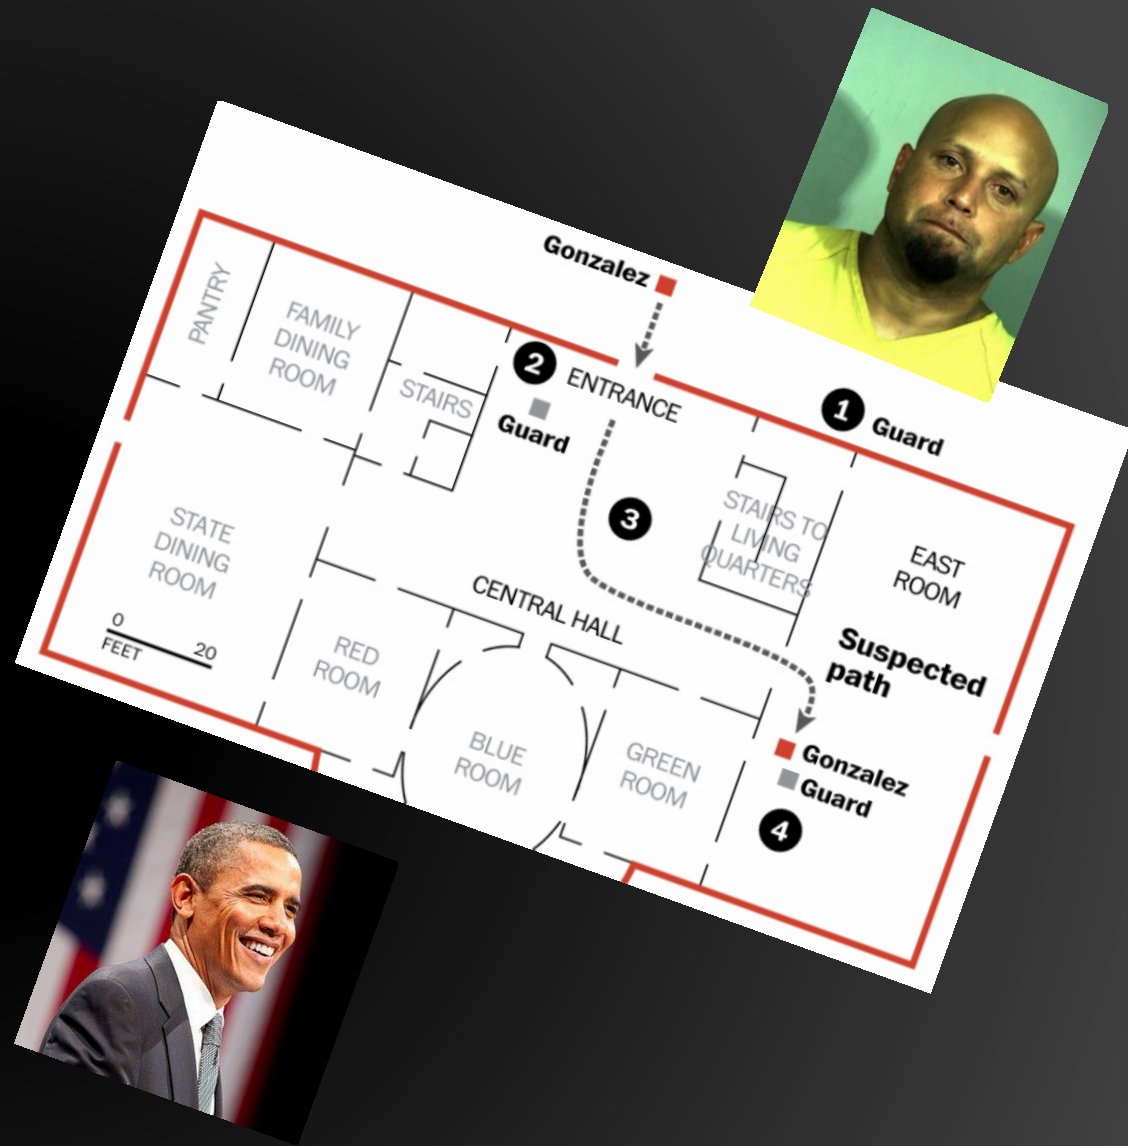 Gonzalez
PANTRY
FAMILY
DINING
ROOM
STAIRS
2
ENTRANCE
Guard
1
Guard
3
STAIRS TO
LIVING
QUARTERS
EAST
ROOM
STATE
DINING
ROOM
CENTRAL HALL
0
20
FEET
RED
ROOM
Suspected
path
BLUE
ROOM
GREEN
ROOM
Gonzalez
Guard
4